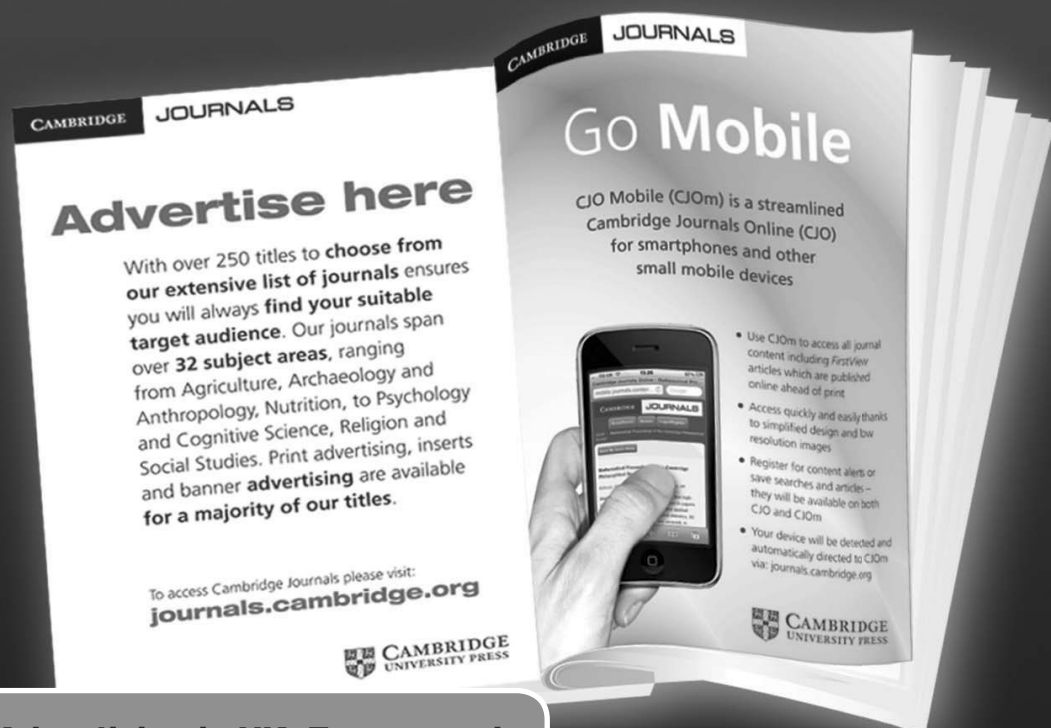 CAMBRIDGE JOURNALS
Advertise here
With over 250 titles to choose from
our extensive list of journals ensures
you will always find your suitable
target audience. Our journals span
over 32 subject areas, ranging
from Agriculture, Archaeology and
Anthropology, Nutrition, to Psychology
and Cognitive Science, Religion and
Social Studies. Print advertising, inserts
and banner advertising are available
for a majority of our titles.
To access Cambridge Journals please visit:
journals.cambridge.org
CAMBRIDGE
UNIVERSITY PRESS
CAMBRIDGE JOURNALS
Go Mobile
CJO Mobile (CJOm) is a streamlined
Cambridge Journals Online (CJO)
for smartphones and other
small mobile devices
CAMBRIDGE JOURNALS
• Use CJOm to access all journal
content including FirstView
articles which are published
online ahead of print
• Access quickly and easily thanks
to simplified design and
resolution images
• Register for content alerts or
save searches and articles –
they will be available on both
CJO and CJOm
• Your device will be detected and
automatically directed to CJOm
via: journals.cambridge.org
CAMBRIDGE
UNIVERSITY PRESS